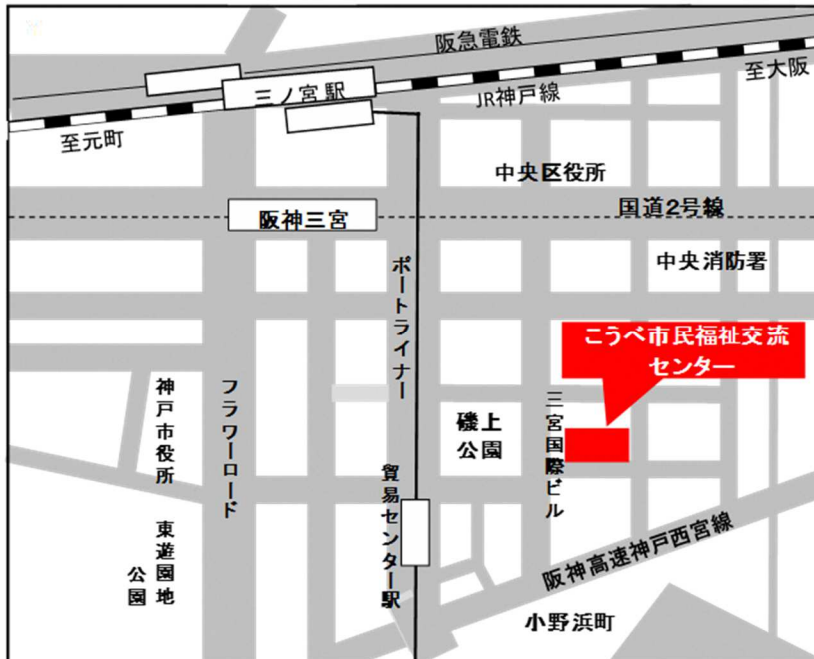 阪急電鉄
至大阪
三ノ宮駅
JR神戸線
至元町
中央区役所
国道2号線
阪神三宮
中央消防署
ポートライナー
こうべ市民福祉交流
センター
神戸市役所
フラワーロード
磯上
公園
三宮国際ビル
貿易センター駅
東遊園地
公園
阪神高速神戸西宮線
小野浜町